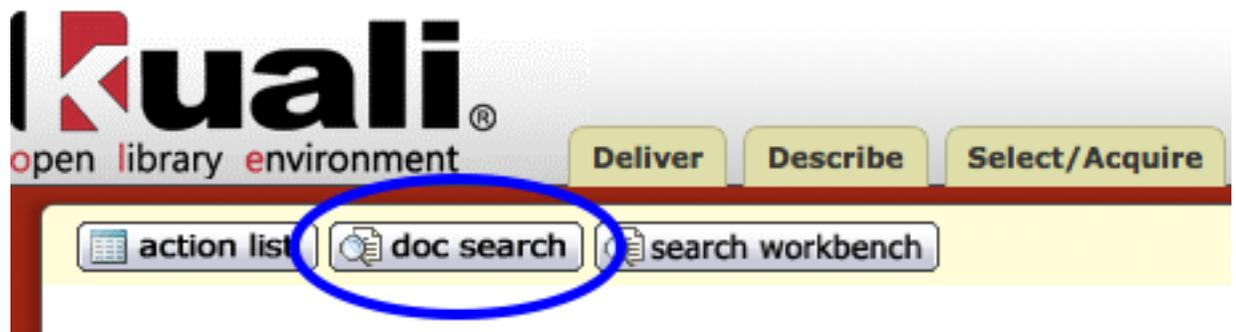 kuali®
open library environment
Deliver Describe Select/Acquire
action list doc search search workbench